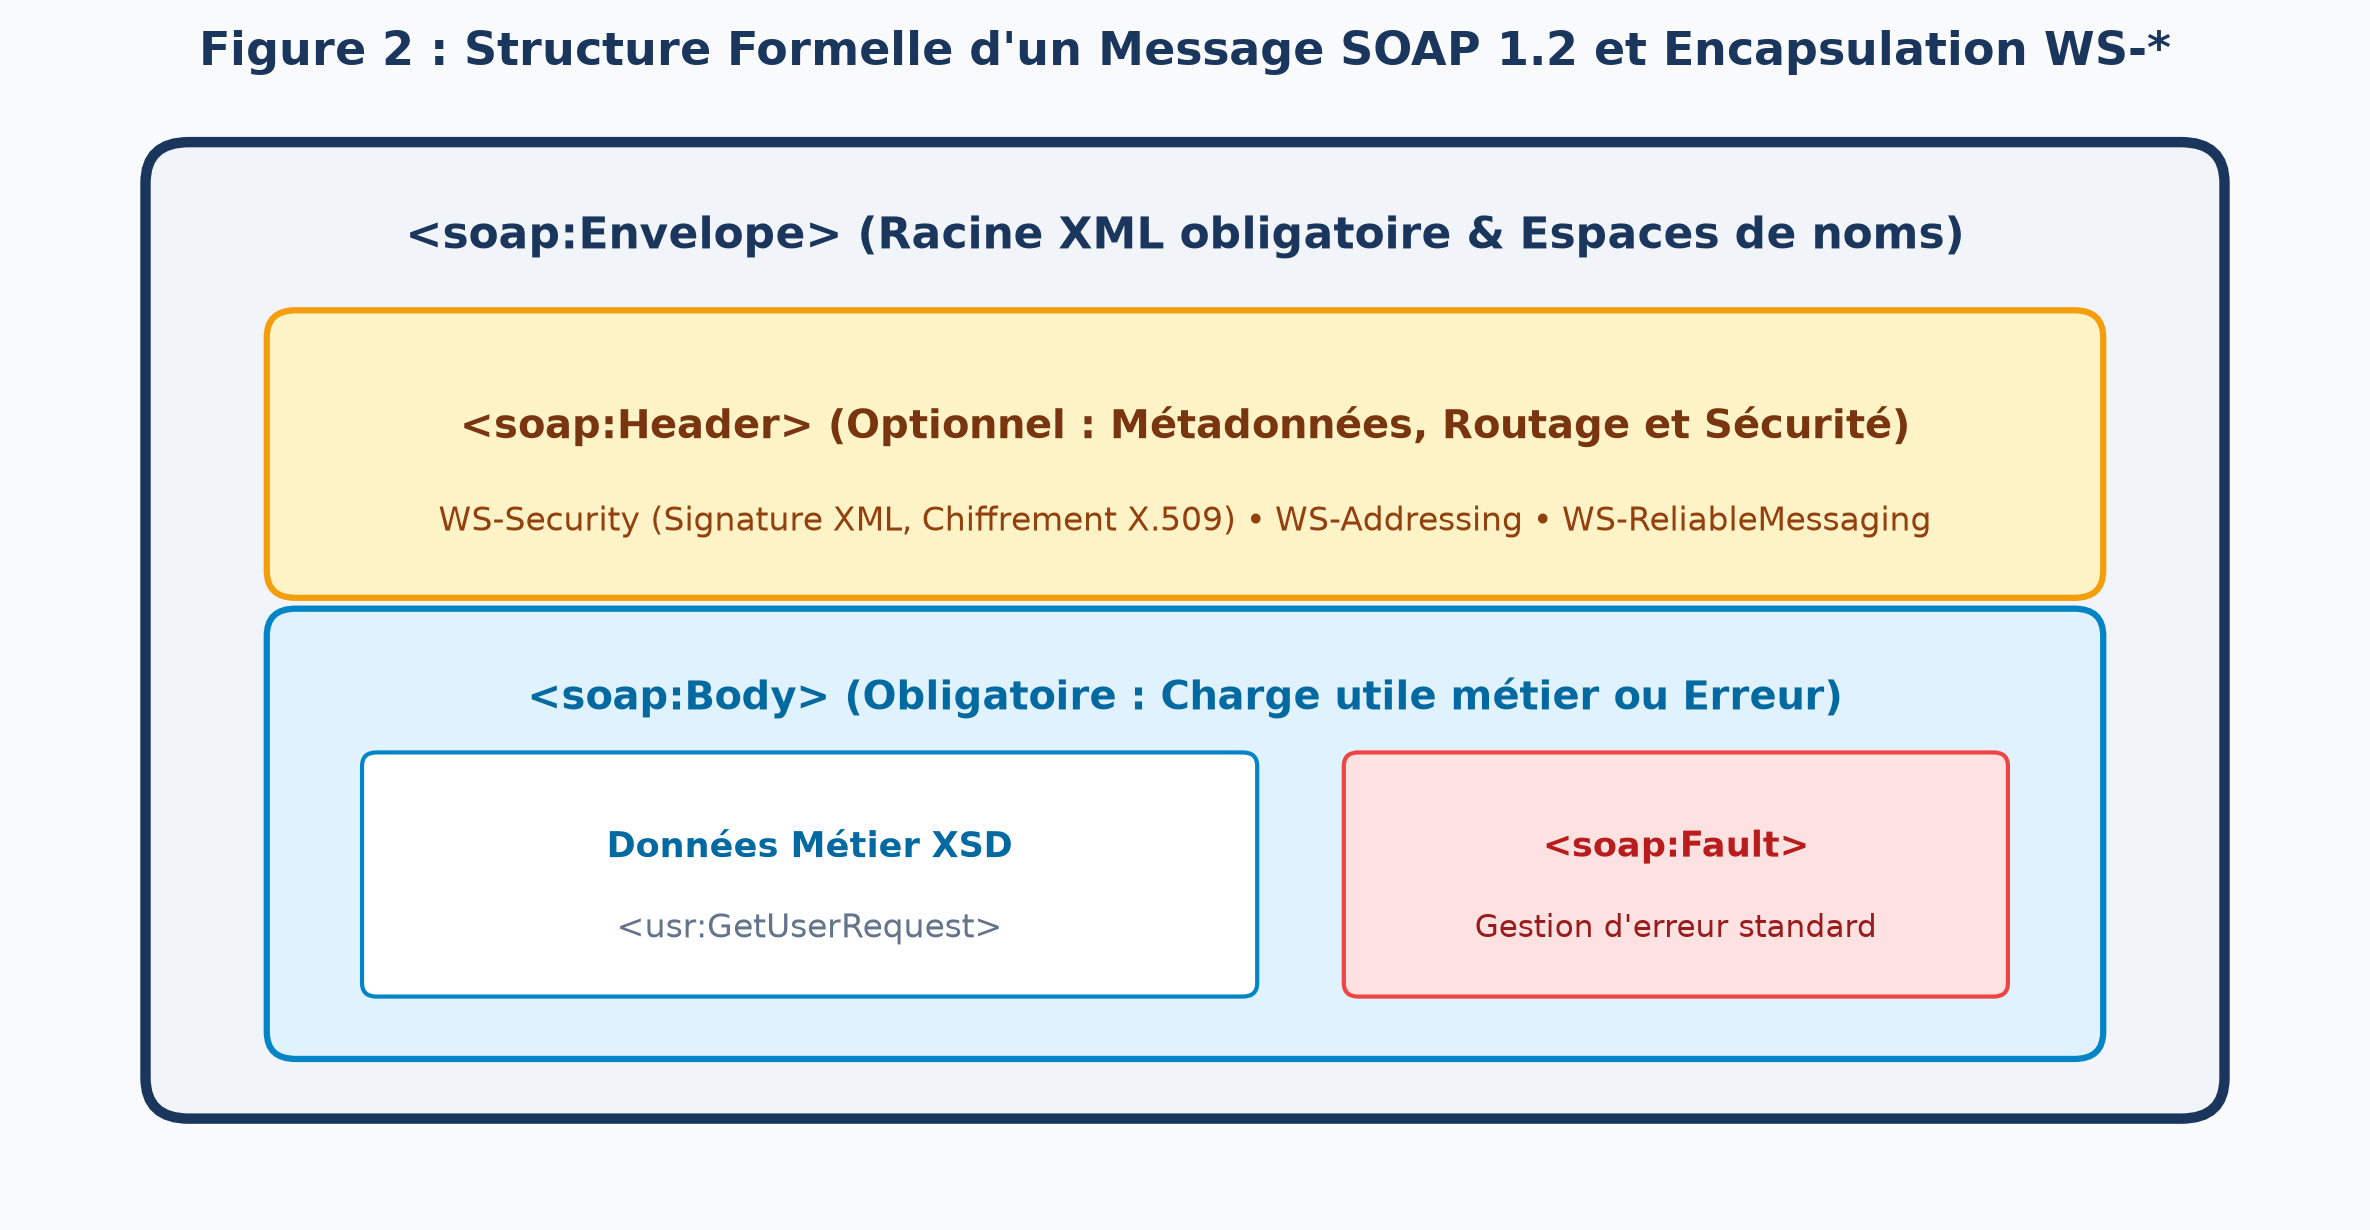 Figure 2 : Structure Formelle d'un Message SOAP 1.2 et Encapsulation WS-*
<soap:Envelope> (Racine XML obligatoire & Espaces de noms)
<soap:Header> (Optionnel : Métadonnées, Routage et Sécurité)
WS-Security (Signature XML, Chiffrement X.509) • WS-Addressing • WS-ReliableMessaging
<soap:Body> (Obligatoire : Charge utile métier ou Erreur)
Données Métier XSD
<usr:GetUserRequest>
<soap:Fault>
Gestion d'erreur standard